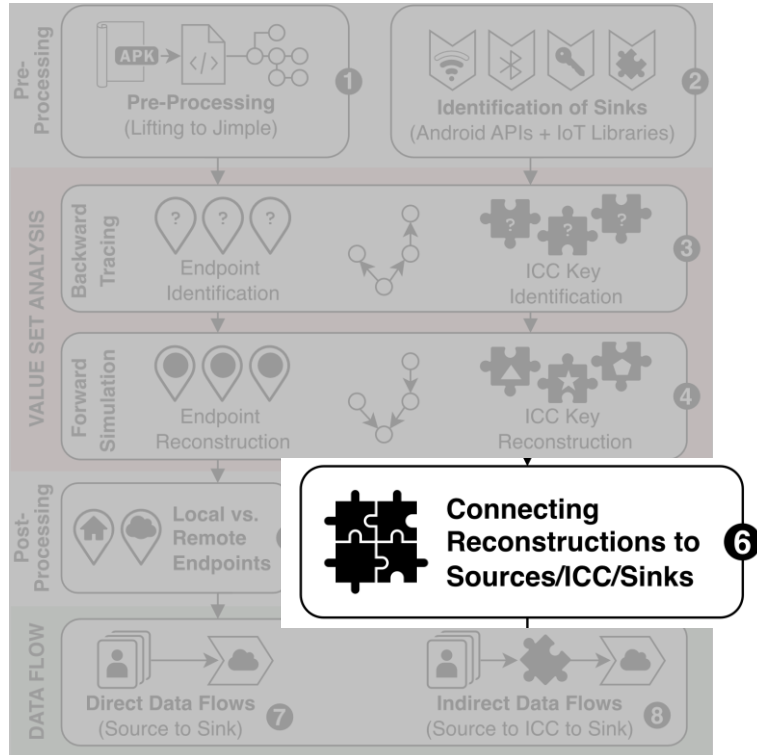 Pre-
Processing
APK
</>
1
Pre-Processing
(Lifting to Jimple)
2
Identification of Sinks
(Android APIs + IoT Libraries)
VALUE SET ANALYSIS
Backward
Tracing
? ? ?
Endpoint
Identification
? ? ?
ICC Key
Identification
3
Forward
Simulation
Endpoint
Reconstruction
ICC Key
Reconstruction
4
Post-
Processing
Local vs.
Remote
Endpoints
Connecting
Reconstructions to
Sources/ICC/Sinks
6
DATA FLOW
Direct Data Flows
(Source to Sink)
7
Indirect Data Flows
(Source to ICC to Sink)
8